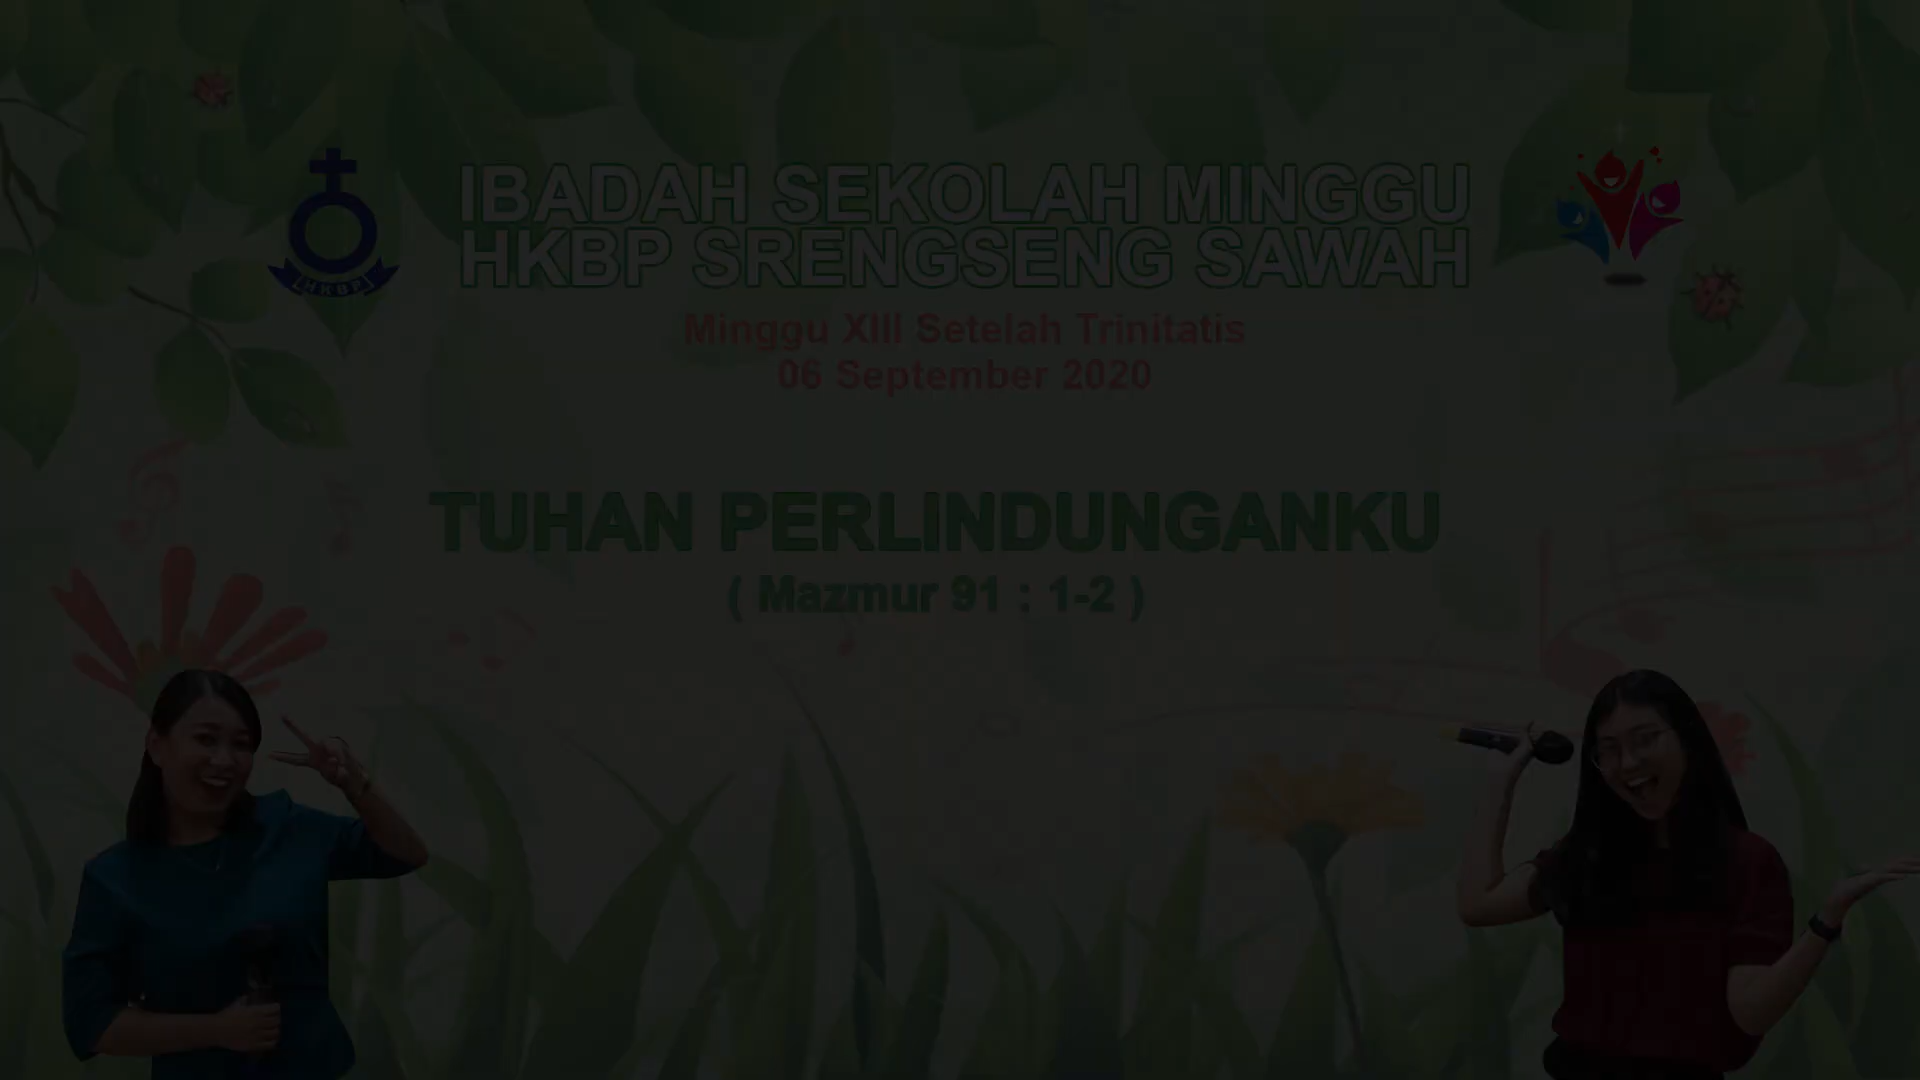 IBADAH SEKOLAH MINGGU
HKBP SRENGSENG SAWAH
HKBP
Minggu XIII Setelah Trinitatis
06 September 2020
TUHAN PERLINDUNGANKU
( Mazmur 91 : 1-2 )